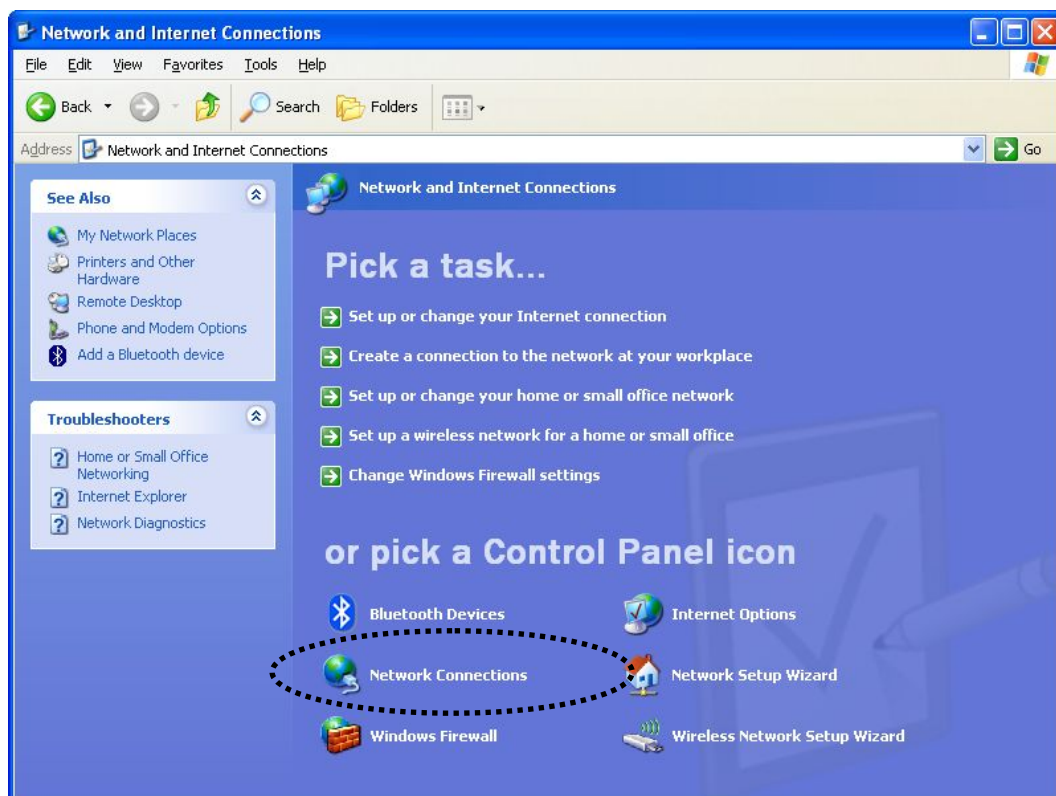 Network and Internet Connections
File Edit View Favorites Tools Help
Back Search Folders
Address Network and Internet Connections Go
See Also
My Network Places
Printers and Other
Hardware
Remote Desktop
Phone and Modem Options
Add a Bluetooth device
Troubleshooters
Home or Small Office
Networking
Internet Explorer
Network Diagnostics
Network and Internet Connections
Pick a task...
Set up or change your Internet connection
Create a connection to the network at your workplace
Set up or change your home or small office network
Set up a wireless network for a home or small office
Change Windows Firewall settings
or pick a Control Panel icon
Bluetooth Devices Internet Options
Network Connections Network Setup Wizard
Windows Firewall Wireless Network Setup Wizard